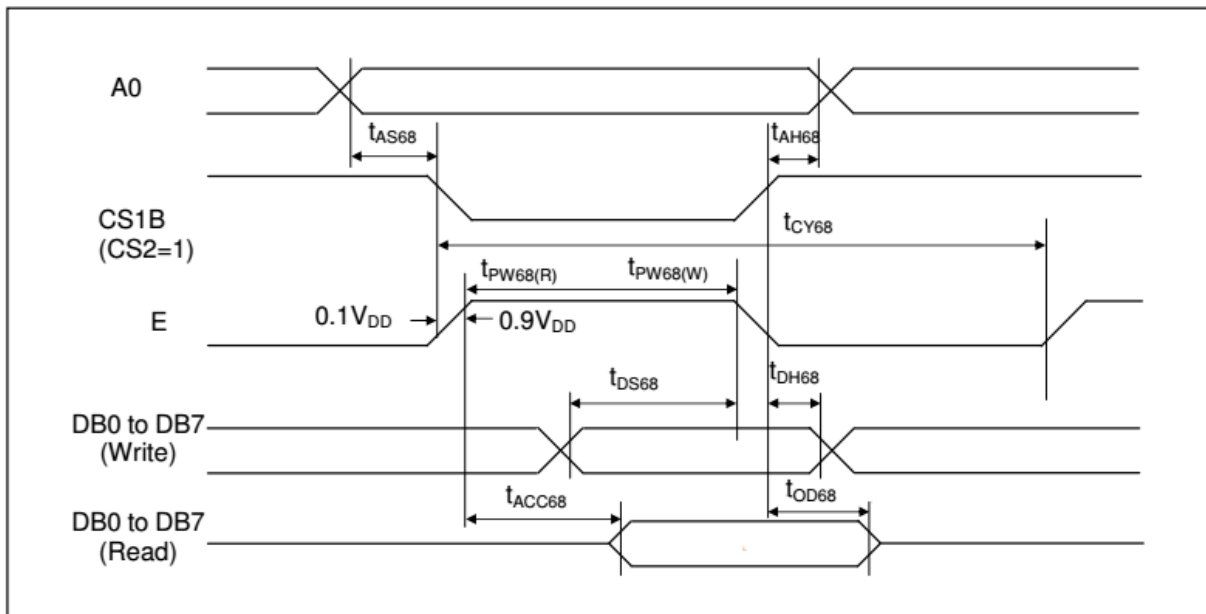 A0
tAS68
tAH68
CS1B
(CS2=1)
tCY68
tPW68(R)
tPW68(W)
E
0.1VDD
0.9VDD
tDS68
tDH68
DB0 to DB7
(Write)
tACC68
tOD68
DB0 to DB7
(Read)